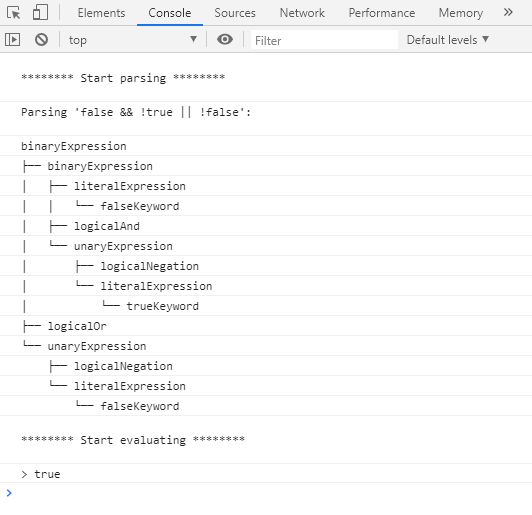 Elements Console Sources Network Performance Memory »
top ▼ Filter Default levels ▼
******** Start parsing ********
Parsing 'false && !true || !false':
binaryExpression
├── binaryExpression
│   ├── literalExpression
│   │   └── falseKeyword
│   ├── logicalAnd
│   └── unaryExpression
│       ├── logicalNegation
│       └── literalExpression
│           └── trueKeyword
├── logicalOr
└── unaryExpression
    ├── logicalNegation
    └── literalExpression
        └── falseKeyword
******** Start evaluating ********
> true
>